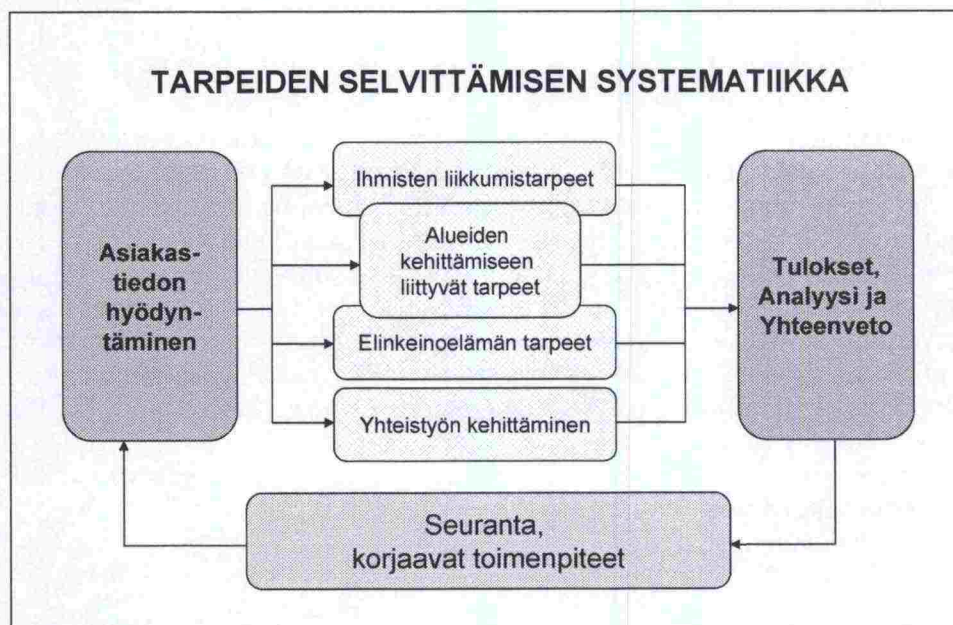 TARPEIDEN SELVITTÄMISEN SYSTEMATIIKKA
Asiakas-
tiedon
hyödyn-
täminen
Ihmisten liikkumistarpeet
Alueiden
kehittämiseen
liittyvät tarpeet
Elinkeinoelämän tarpeet
Yhteistyön kehittäminen
Tulokset,
Analyysi ja
Yhteenveto
Seuranta,
korjaavat toimenpiteet